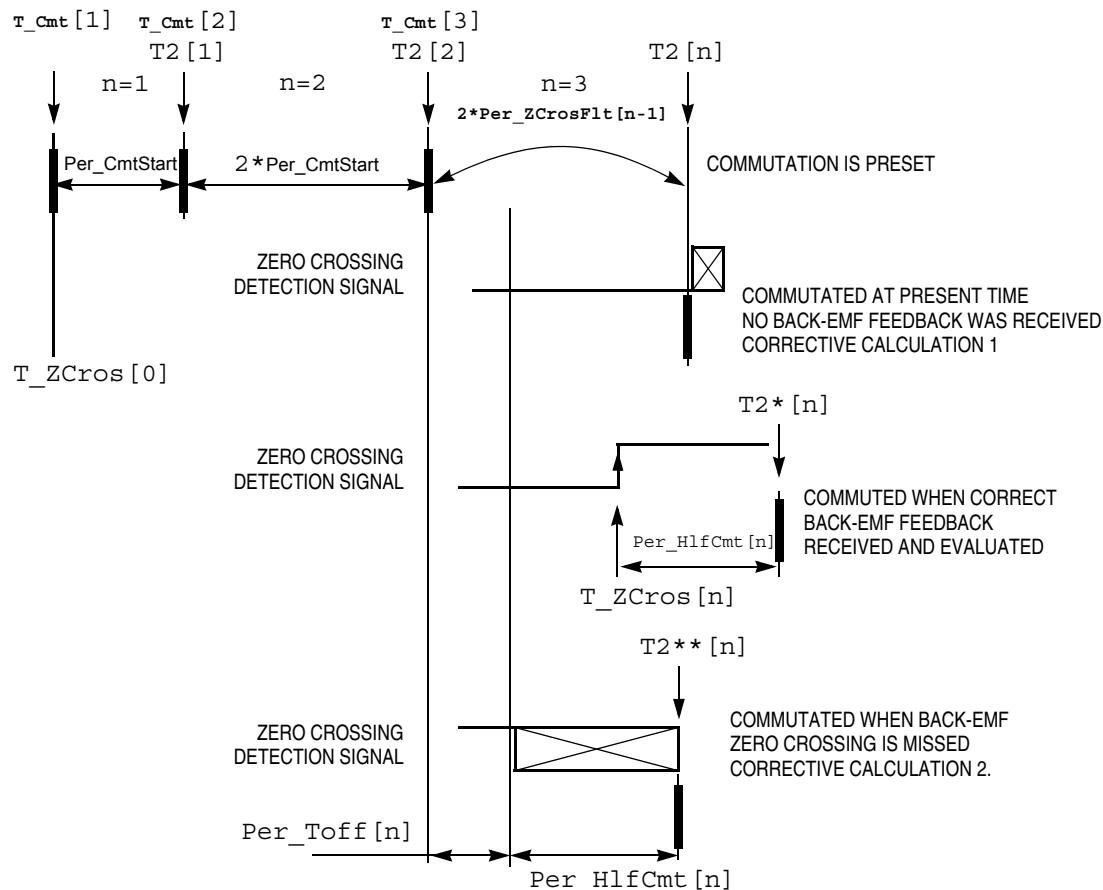 T_Cmt[1] T_Cmt[2] T_Cmt[3]
T2[1] T2[2] T2[n]
n=1 n=2 n=3
2*Per_ZCrosFlt[n-1]
Per_CmtStart 2*Per_CmtStart
COMMUTATION IS PRESET
ZERO CROSSING
DETECTION SIGNAL
COMMUTATED AT PRESENT TIME
NO BACK-EMF FEEDBACK WAS RECEIVED
CORRECTIVE CALCULATION 1
T_ZCros[0]
T2*[n]
ZERO CROSSING
DETECTION SIGNAL
COMMUTED WHEN CORRECT
BACK-EMF FEEDBACK
RECEIVED AND EVALUATED
Per_HlfCmt[n]
T_ZCros[n]
T2**[n]
ZERO CROSSING
DETECTION SIGNAL
COMMUTATED WHEN BACK-EMF
ZERO CROSSING IS MISSED
CORRECTIVE CALCULATION 2.
Per_Toff[n]
Per HlfCmt[n]